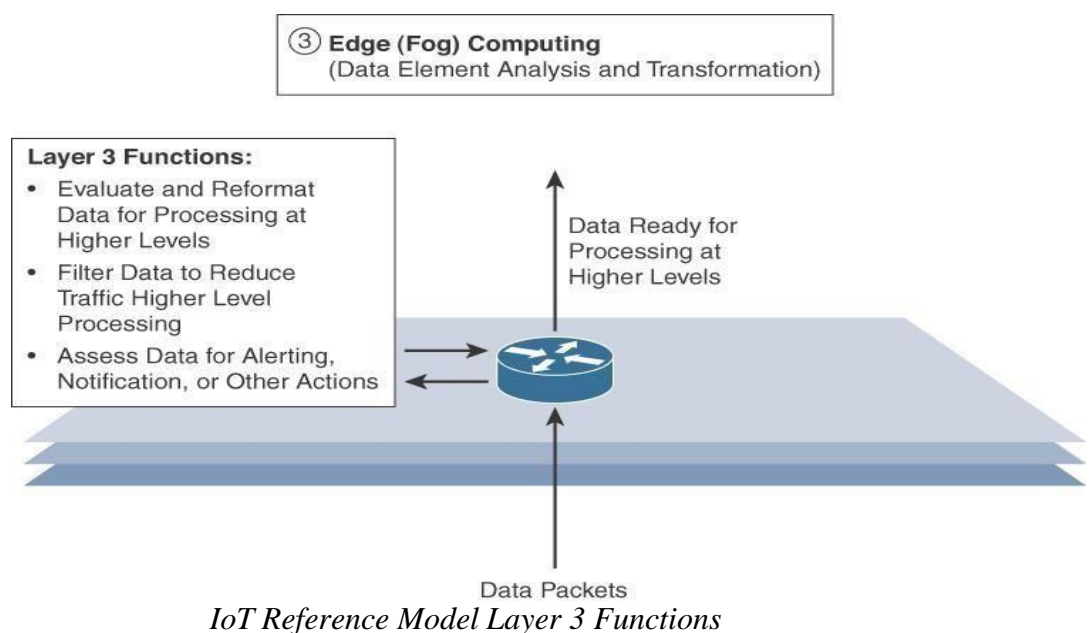 ③ Edge (Fog) Computing
(Data Element Analysis and Transformation)
Layer 3 Functions:
• Evaluate and Reformat
Data for Processing at
Higher Levels
• Filter Data to Reduce
Traffic Higher Level
Processing
• Assess Data for Alerting,
Notification, or Other Actions
Data Ready for
Processing at
Higher Levels
Data Packets
IoT Reference Model Layer 3 Functions